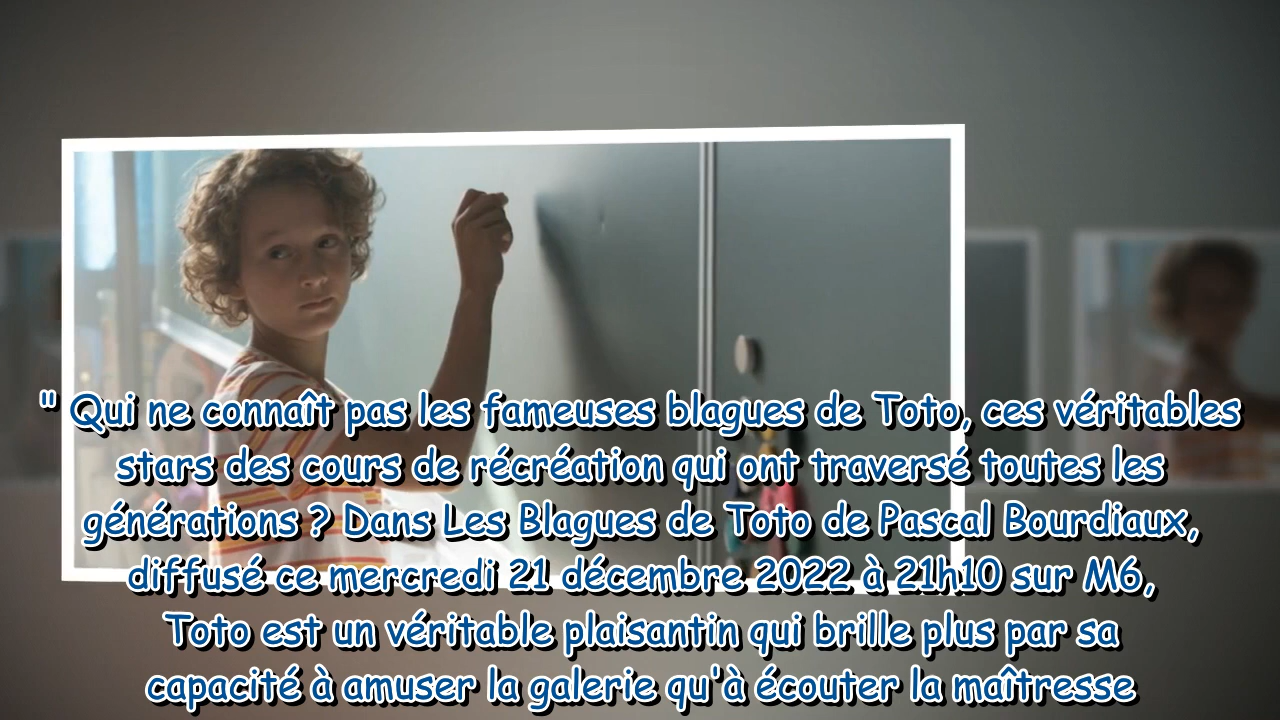 " Qui ne connaît pas les fameuses blagues de Toto, ces véritables
stars des cours de récréation qui ont traversé toutes les
générations ? Dans Les Blagues de Toto de Pascal Bourdiaux,
diffusé ce mercredi 21 décembre 2022 à 21h10 sur M6,
Toto est un véritable plaisantin qui brille plus par sa
capacité à amuser la galerie qu'à écouter la maîtresse